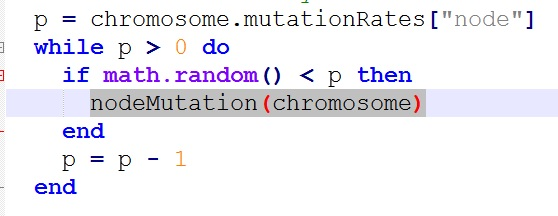 p = chromosome.mutationRates["node"]
while p > 0 do
if math.random() < p then
nodeMutation(chromosome)
end
p = p - 1
end